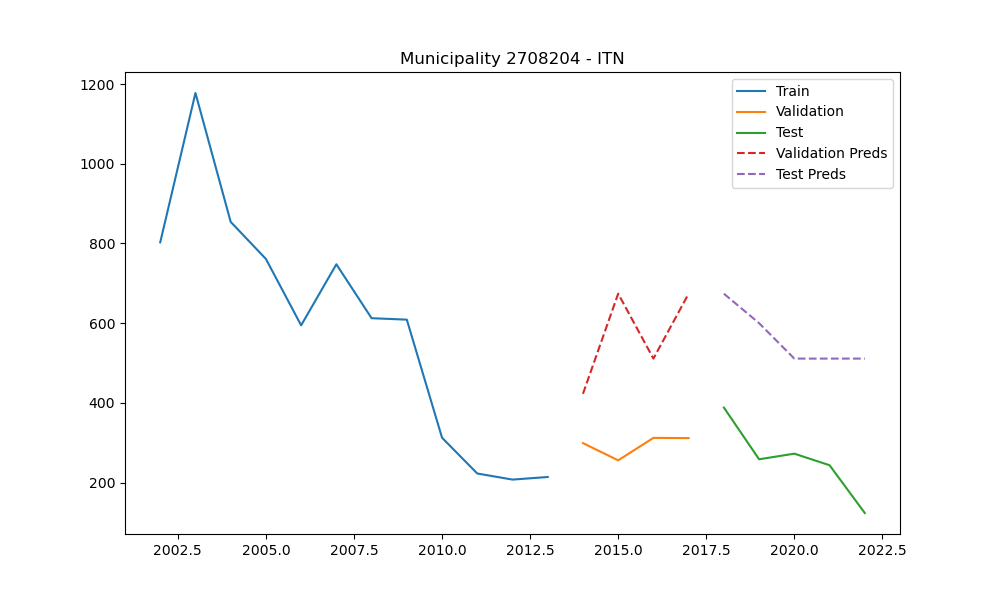 Municipality 2708204 - ITN
1200
1000
800
600
400
200
Train
Validation
Test
Validation Preds
Test Preds
2002.5 2005.0 2007.5 2010.0 2012.5 2015.0 2017.5 2020.0 2022.5